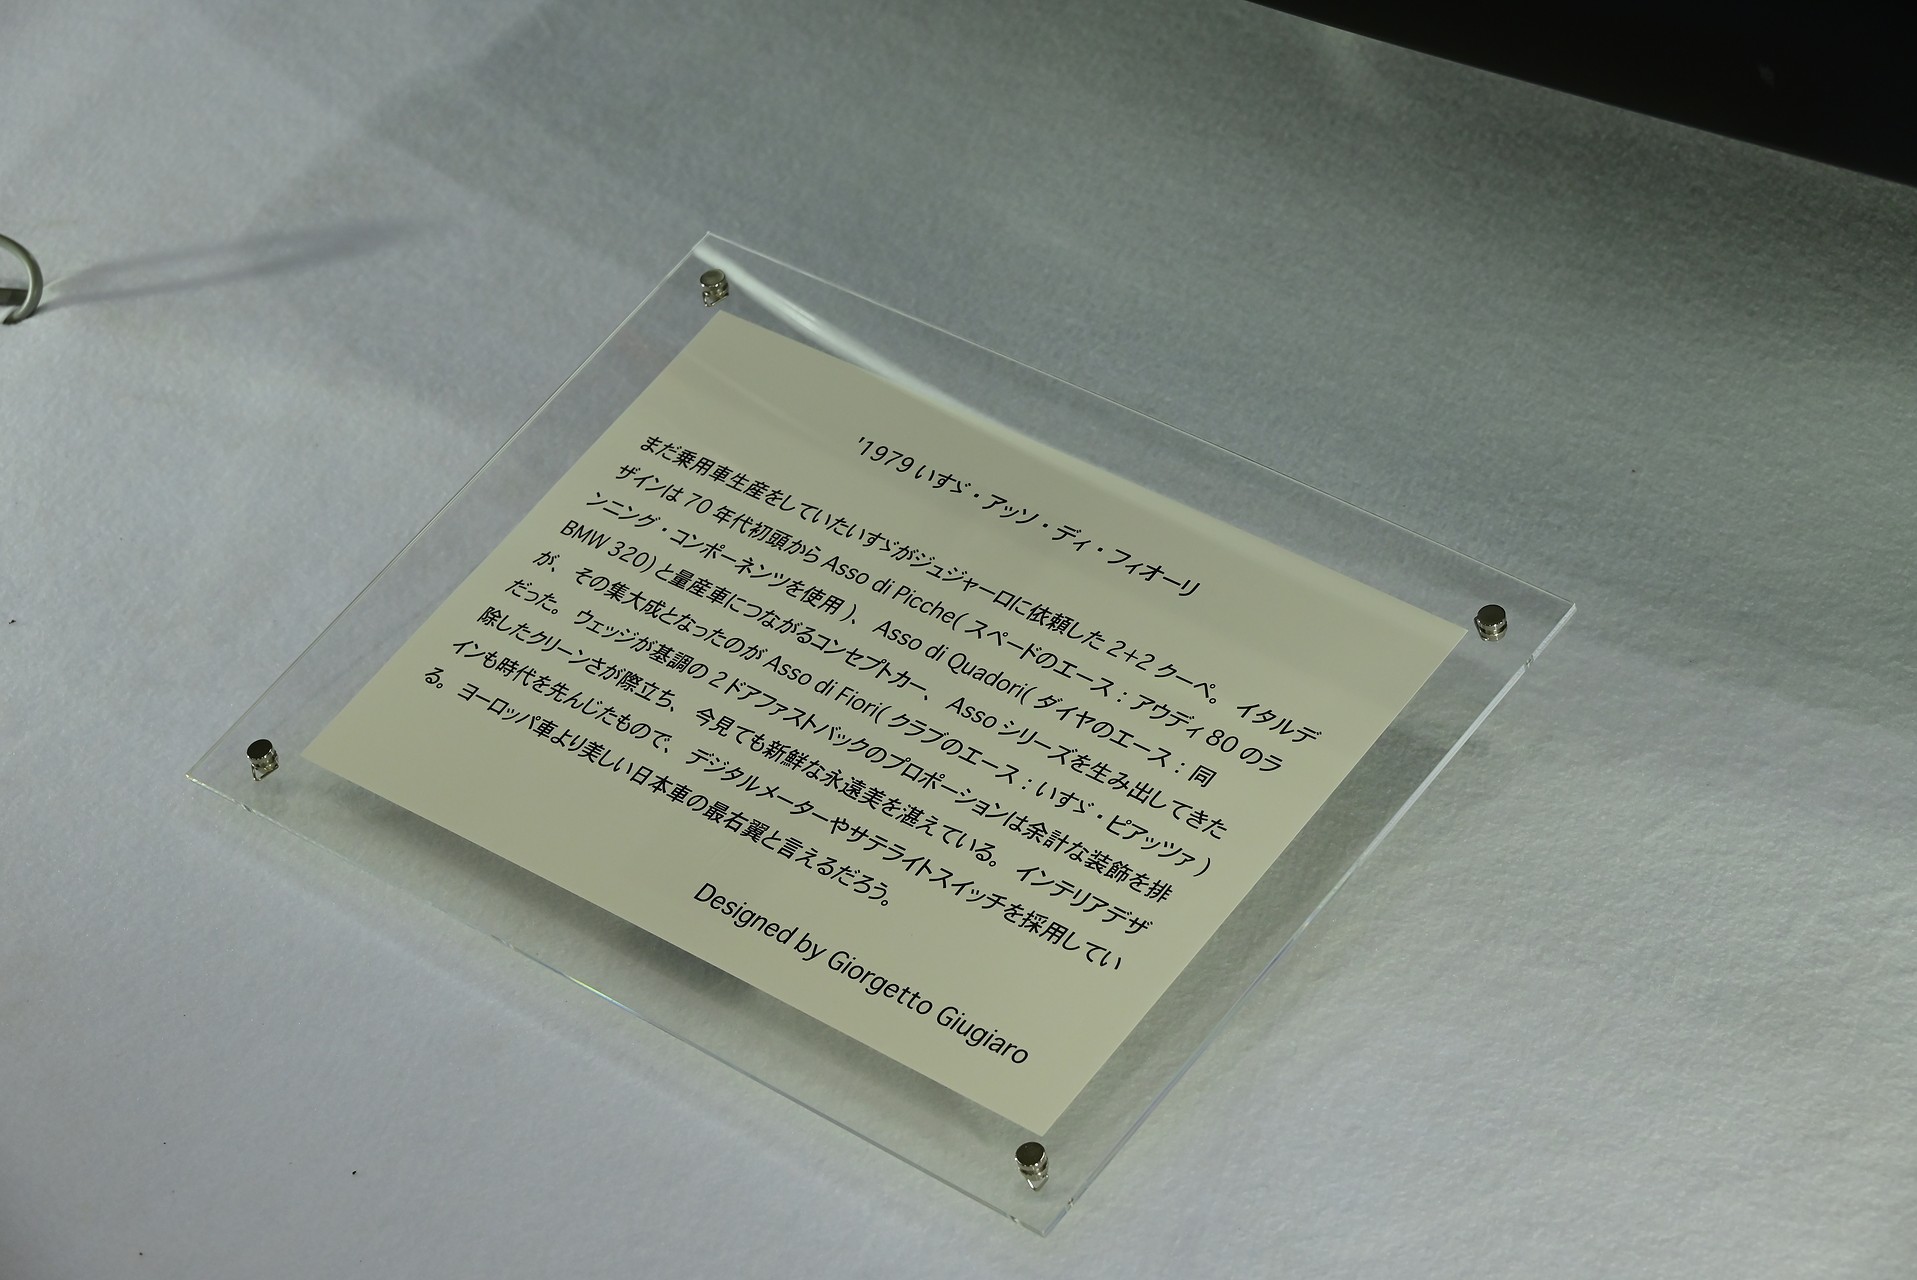 '1979 いすゞ・アッソ・ディ・フィオーリ
まだ乗用車生産をしていたいすゞがジュジャーロに依頼した 2+2 クーペ。 イタルデ
ザインは 70 年代初頭から Asso di Picche( スペードのエース : アウディ 80 のラ
ンニング・コンポーネンツを使用 )、 Asso di Quadori( ダイヤのエース : 同
BMW 320) と量産車につながるコンセプトカー、 Asso シリーズを生み出してきた
が、 その集大成となったのが Asso di Fiori( クラブのエース : いすゞ・ピアッツァ )
だった。 ウェッジが基調の 2 ドアファストバックのプロポーションは余計な装飾を排
除したクリーンさが際立ち、 今見ても新鮮な永遠美を湛えている。 インテリアデザ
インも時代を先んじたもので、 デジタルメーターやサテライトスイッチを採用してい
る。 ヨーロッパ車より美しい日本車の最右翼と言えるだろう。
Designed by Giorgetto Giugiaro